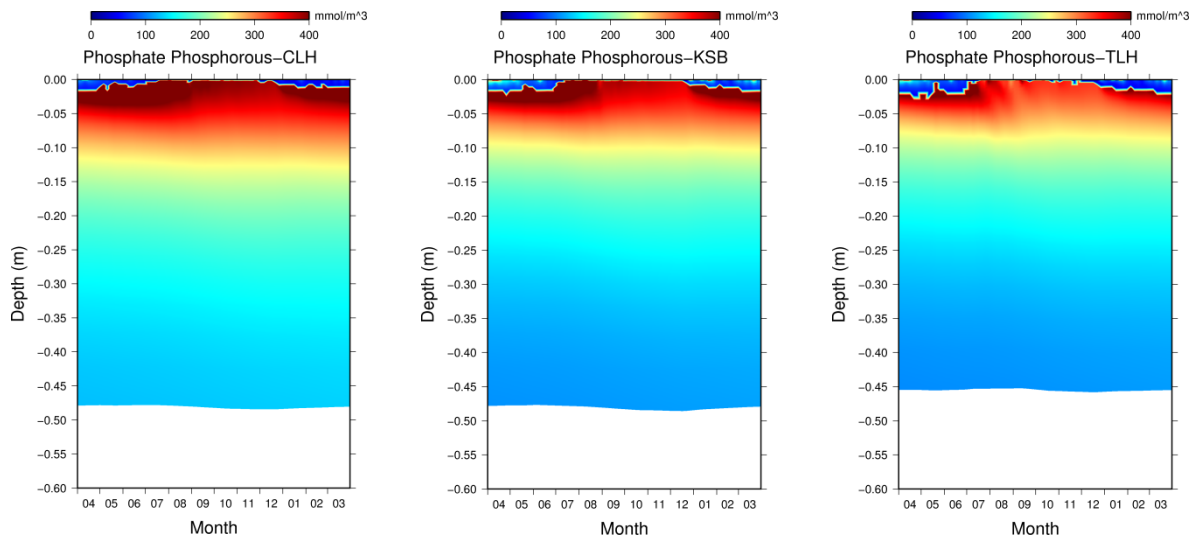 0 100 200 300 400 mmol/m^3
Phosphate Phosphorous−CLH
0.00
−0.05
−0.10
−0.15
−0.20
−0.25
−0.30
−0.35
−0.40
−0.45
−0.50
−0.55
−0.60
Depth (m)
04 05 06 07 08 09 10 11 12 01 02 03
Month
0 100 200 300 400 mmol/m^3
Phosphate Phosphorous−KSB
0.00
−0.05
−0.10
−0.15
−0.20
−0.25
−0.30
−0.35
−0.40
−0.45
−0.50
−0.55
−0.60
Depth (m)
04 05 06 07 08 09 10 11 12 01 02 03
Month
0 100 200 300 400 mmol/m^3
Phosphate Phosphorous−TLH
0.00
−0.05
−0.10
−0.15
−0.20
−0.25
−0.30
−0.35
−0.40
−0.45
−0.50
−0.55
−0.60
Depth (m)
04 05 06 07 08 09 10 11 12 01 02 03
Month